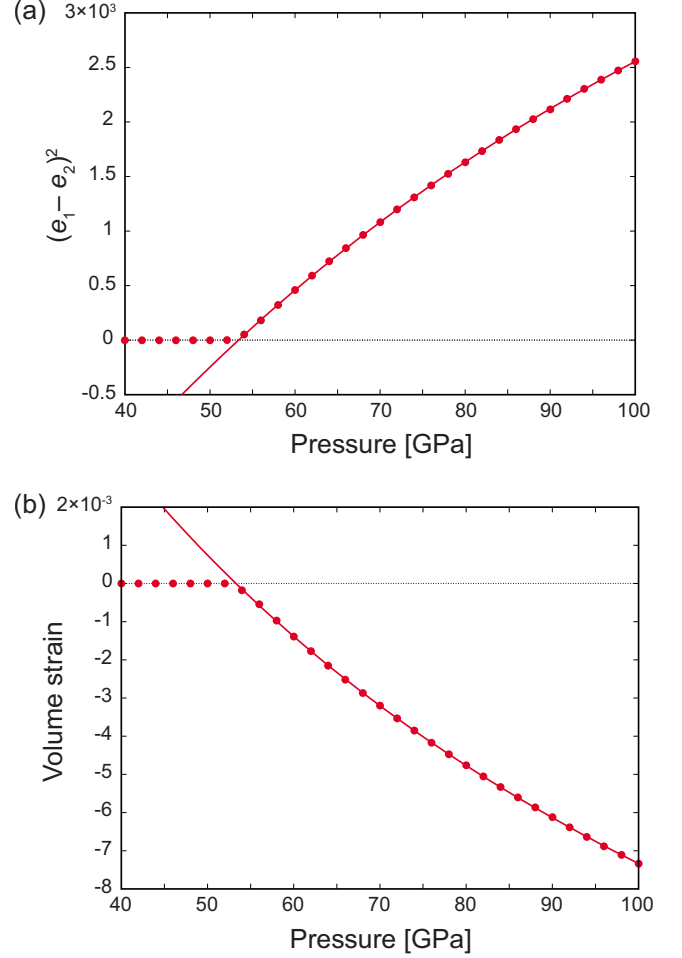 (a)
3×10³
2.5
2
1.5
1
0.5
0
-0.5
(e₁– e₂)²
40 50 60 70 80 90 100
Pressure [GPa]
(b)
2×10⁻³
1
0
-1
-2
-3
-4
-5
-6
-7
-8
Volume strain
40 50 60 70 80 90 100
Pressure [GPa]